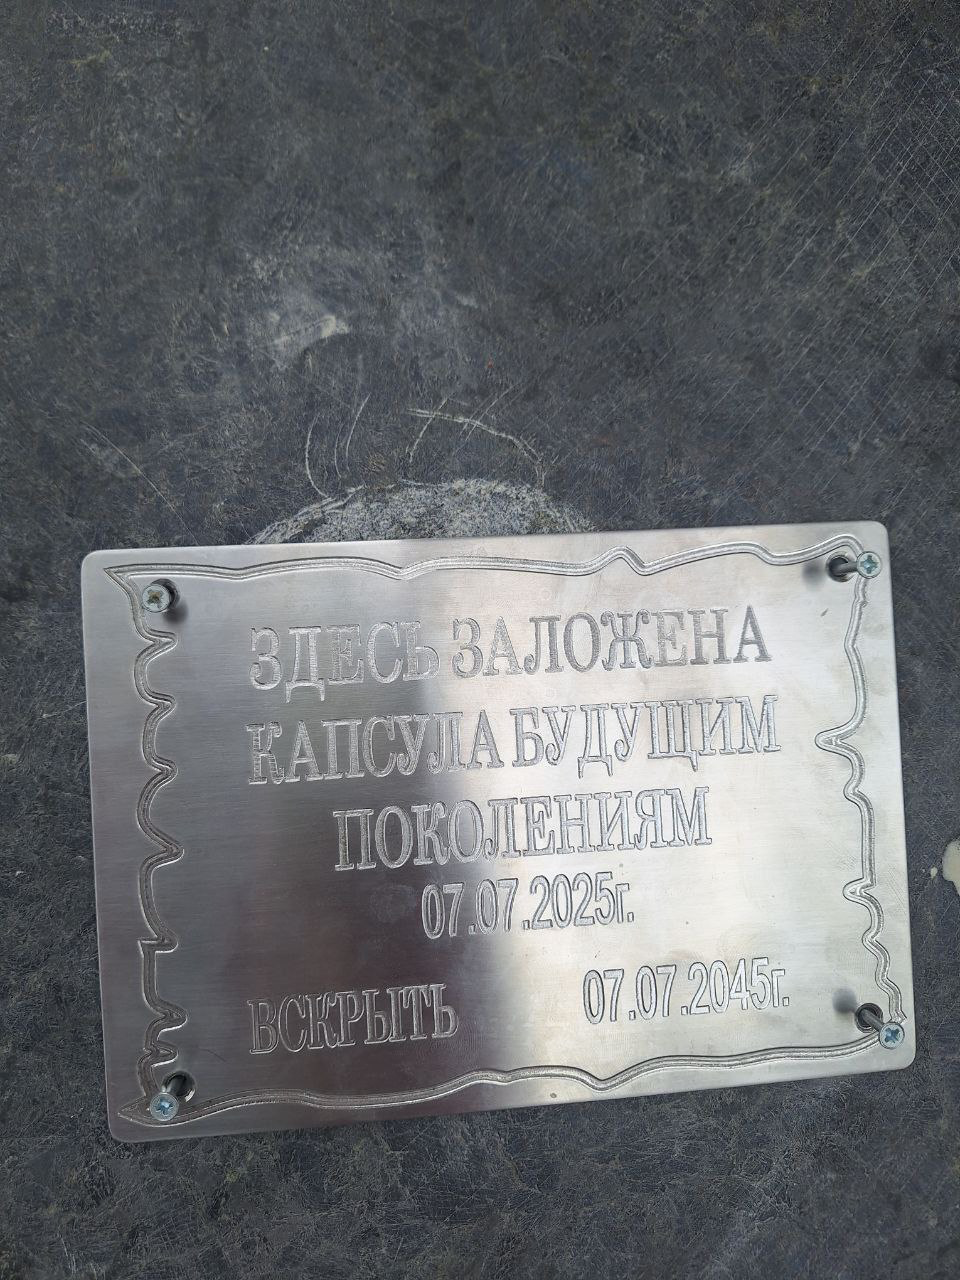 ЗДЕСЬ ЗАЛОЖЕНА
КАПСУЛА БУДУЩИМ
ПОКОЛЕНИЯМ
07.07.2025г.
ВСКРЫТЬ 07.07.2045г.